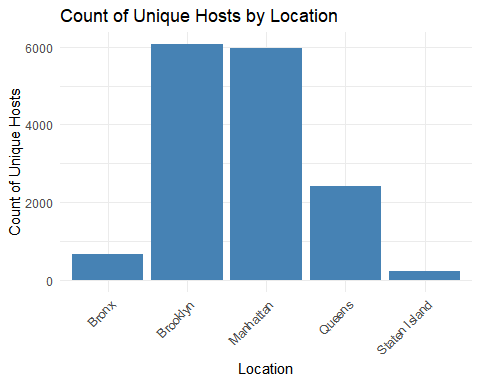 Count of Unique Hosts by Location
Count of Unique Hosts
6000
4000
2000
0
Bronx
Brooklyn
Manhattan
Queens
Staten Island
Location